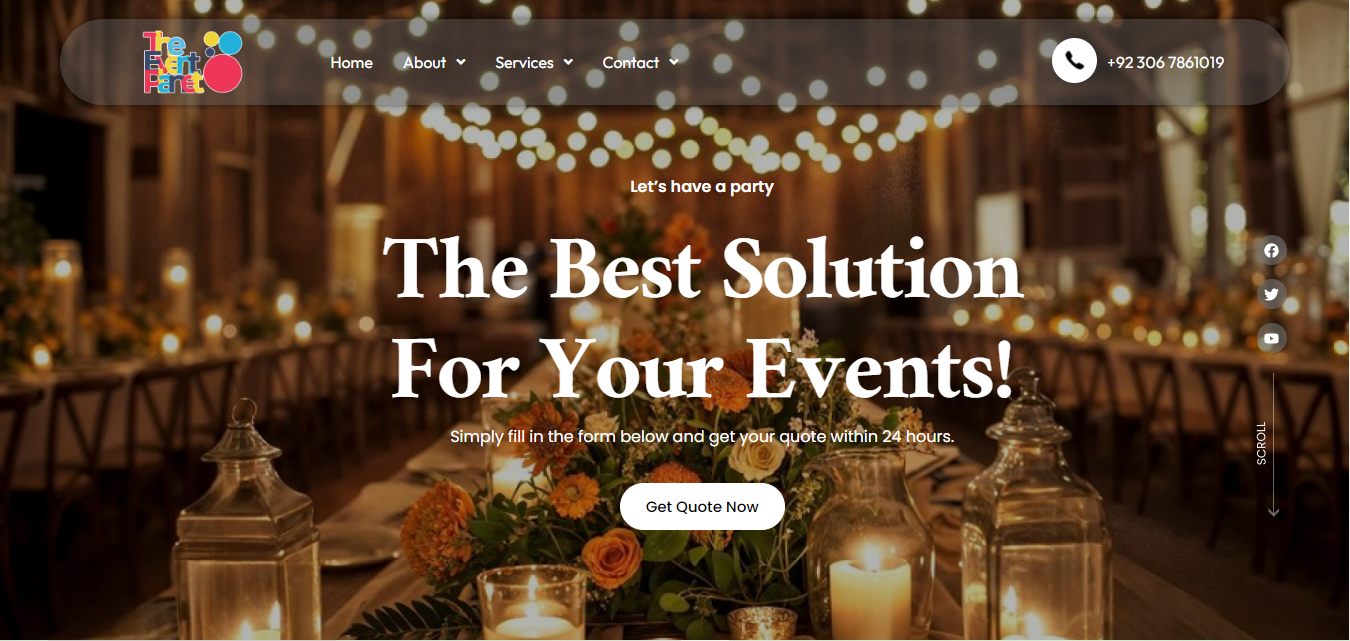 The
Event
Planet
Home
About
Services
Contact
+92 306 7861019
Let's have a party
The Best Solution
For Your Events!
Simply fill in the form below and get your quote within 24 hours.
Get Quote Now
SCROLL